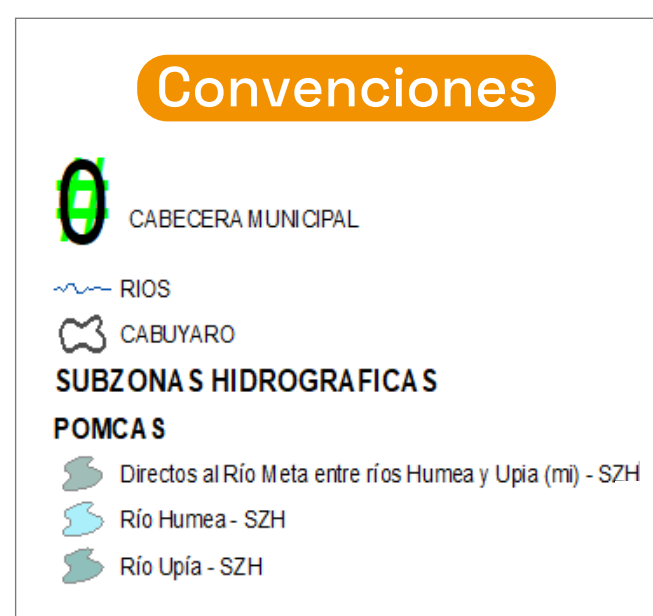 Convenciones
CABECERA MUNICIPAL
RIOS
CABUYARO
SUBZONAS HIDROGRAFICAS
POMCAS
Directos al Río Meta entre ríos Humea y Upia (mi) - SZH
Río Humea - SZH
Río Upía - SZH